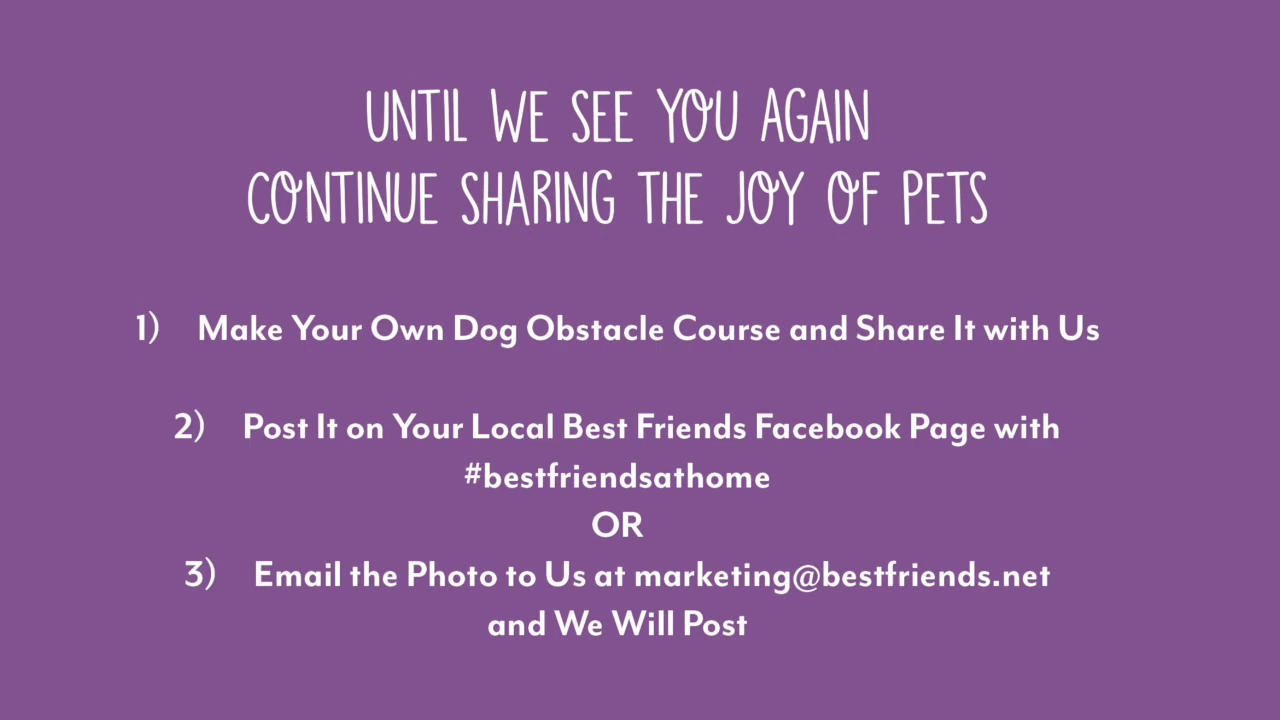 UNTIL WE SEE YOU AGAIN
CONTINUE SHARING THE JOY OF PETS
1) Make Your Own Dog Obstacle Course and Share It with Us
2) Post It on Your Local Best Friends Facebook Page with
#bestfriendsathome
OR
3) Email the Photo to Us at marketing@bestfriends.net
and We Will Post